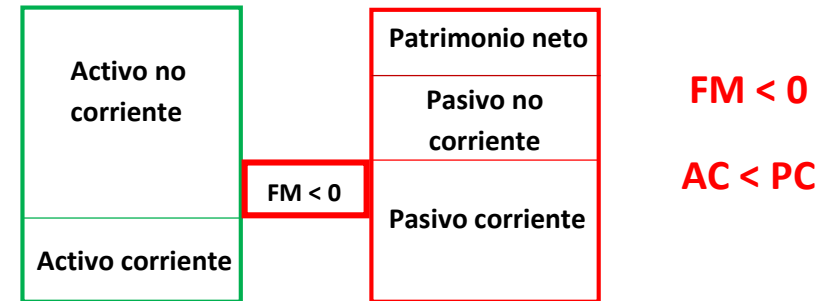 Activo no
corriente
Activo corriente
FM < 0
Patrimonio neto
Pasivo no
corriente
Pasivo corriente
FM < 0
AC < PC